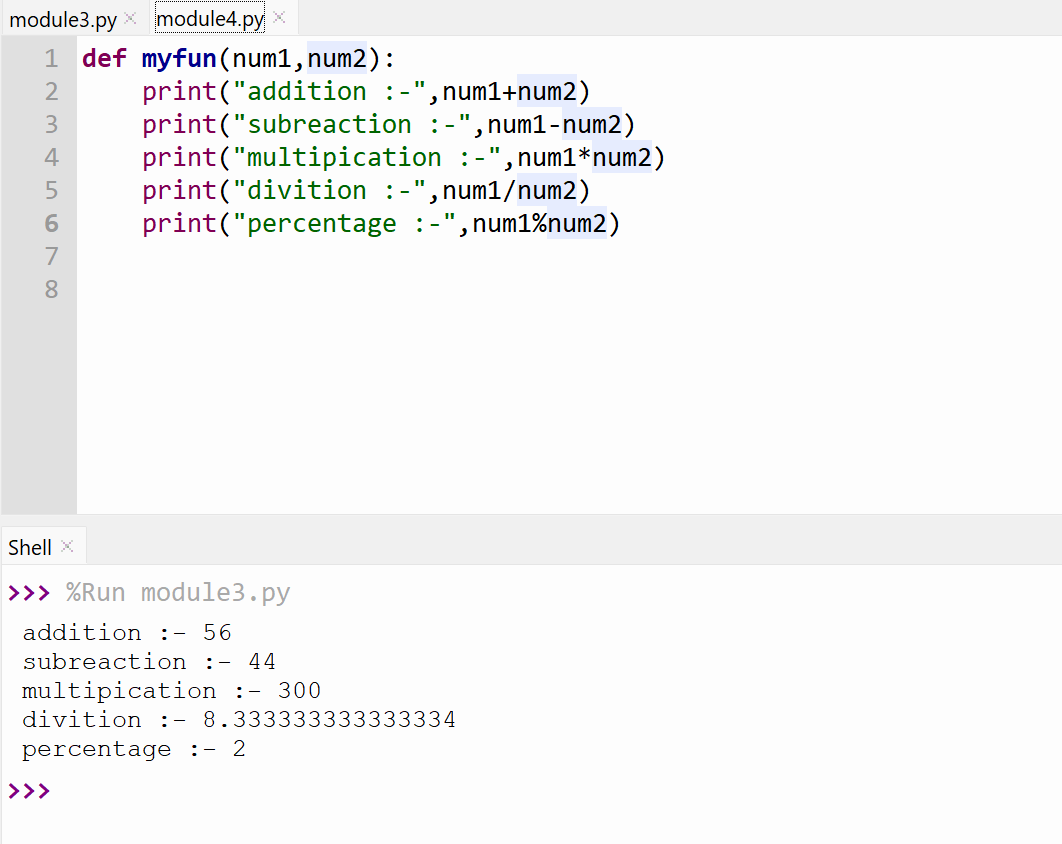 module3.py × module4.py ×
1 def myfun(num1,num2):
2     print("addition :-",num1+num2)
3     print("subreaction :-",num1-num2)
4     print("multipication :-",num1*num2)
5     print("divition :-",num1/num2)
6     print("percentage :-",num1%num2)
7
8
Shell ×
>>> %Run module3.py
addition :- 56
subreaction :- 44
multipication :- 300
divition :- 8.333333333333334
percentage :- 2
>>>